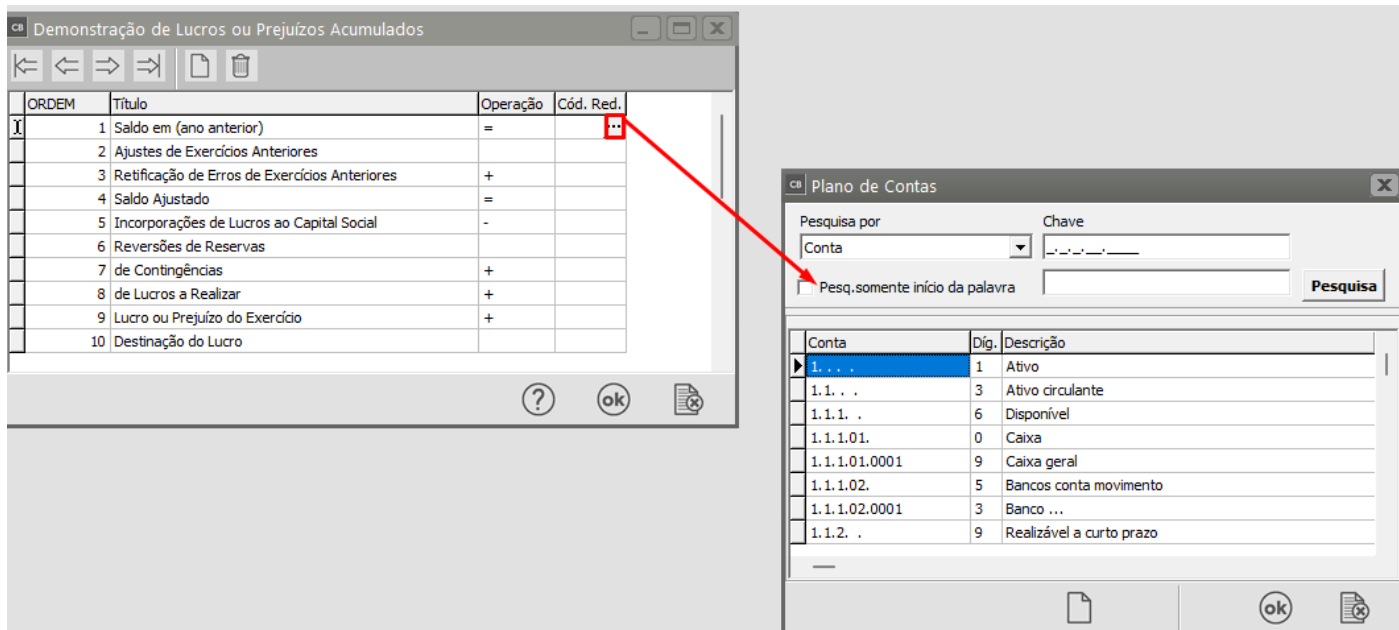 CB Demonstração de Lucros ou Prejuízos Acumulados
ORDEM Título Operação Cód. Red.
1 Saldo em (ano anterior) = ...
2 Ajustes de Exercícios Anteriores
3 Retificação de Erros de Exercícios Anteriores +
4 Saldo Ajustado =
5 Incorporações de Lucros ao Capital Social -
6 Reversões de Reservas
7 de Contingências +
8 de Lucros a Realizar +
9 Lucro ou Prejuízo do Exercício +
10 Destinação do Lucro
? ok
CB Plano de Contas
Pesquisa por Chave
Conta _._._.__.____
Pesq.somente início da palavra Pesquisa
Conta Díg. Descrição
1. . . . 1 Ativo
1.1. . . 3 Ativo circulante
1.1.1. . 6 Disponível
1.1.1.01. 0 Caixa
1.1.1.01.0001 9 Caixa geral
1.1.1.02. 5 Bancos conta movimento
1.1.1.02.0001 3 Banco ...
1.1.2. . 9 Realizável a curto prazo
ok